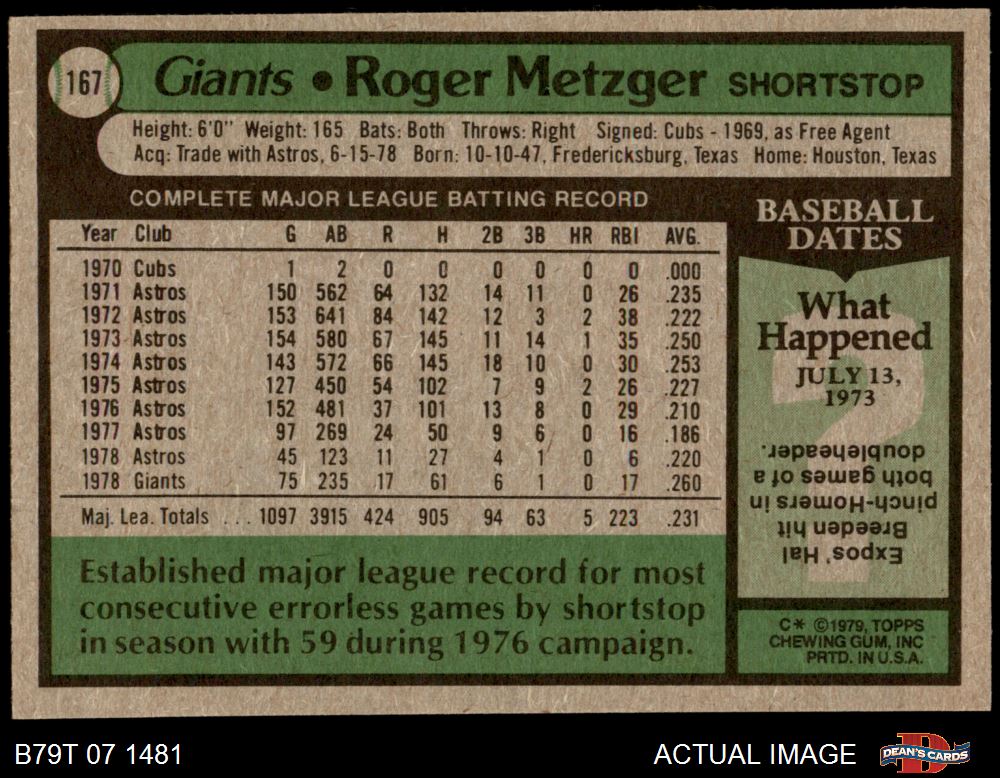 167
Giants • Roger Metzger SHORTSTOP
Height: 6'0" Weight: 165 Bats: Both Throws: Right Signed: Cubs - 1969, as Free Agent
Acq: Trade with Astros, 6-15-78 Born: 10-10-47, Fredericksburg, Texas Home: Houston, Texas
COMPLETE MAJOR LEAGUE BATTING RECORD
Year Club G AB R H 2B 3B HR RBI AVG.
1970 Cubs 1 2 0 0 0 0 0 0 .000
1971 Astros 150 562 64 132 14 11 0 26 .235
1972 Astros 153 641 84 142 12 3 2 38 .222
1973 Astros 154 580 67 145 11 14 1 35 .250
1974 Astros 143 572 66 145 18 10 0 30 .253
1975 Astros 127 450 54 102 7 9 2 26 .227
1976 Astros 152 481 37 101 13 8 0 29 .210
1977 Astros 97 269 24 50 9 6 0 16 .186
1978 Astros 45 123 11 27 4 1 0 6 .220
1978 Giants 75 235 17 61 6 1 0 17 .260
Maj. Lea. Totals ... 1097 3915 424 905 94 63 5 223 .231
Established major league record for most
consecutive errorless games by shortstop
in season with 59 during 1976 campaign.
BASEBALL
DATES
What
Happened
JULY 13,
1973
?
Expos' Hal
Breeden hit
pinch-Homers in
both games of a
doubleheader.
C* ©1979, TOPPS
CHEWING GUM, INC
PRTD. IN U.S.A.
B79T 07 1481
ACTUAL IMAGE
D
DEAN'S CARDS